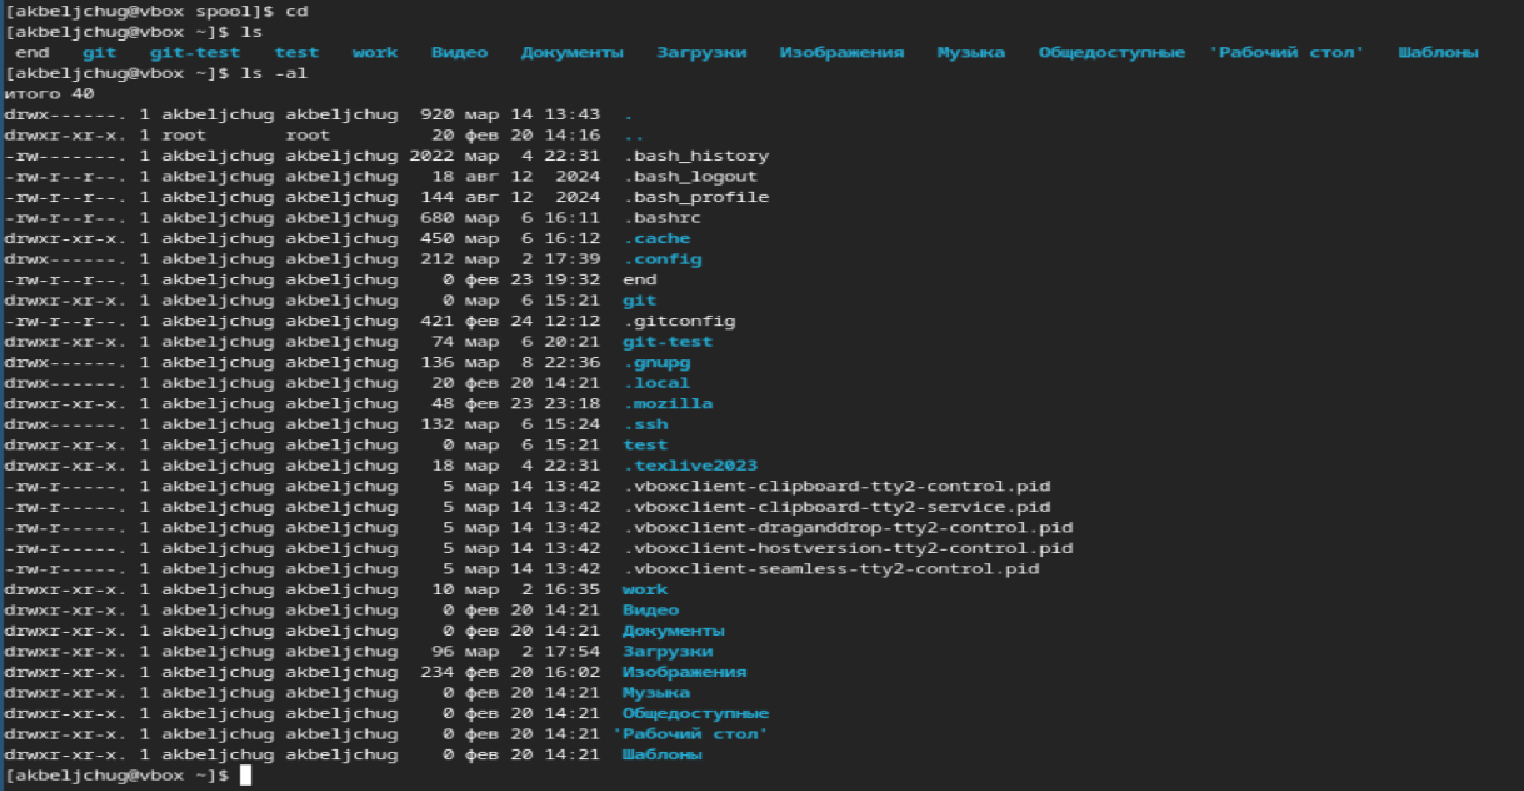 [akbeljchug@vbox spool]$ cd
[akbeljchug@vbox ~]$ ls
end git git-test test work Видео Документы Загрузки Изображения Музыка Общедоступные 'Рабочий стол' Шаблоны
[akbeljchug@vbox ~]$ ls -al
итого 40
drwx------. 1 akbeljchug akbeljchug 920 мар 14 13:43 .
drwxr-xr-x. 1 root root 20 фев 20 14:16 ..
-rw-------. 1 akbeljchug akbeljchug 2022 мар 4 22:31 .bash_history
-rw-r--r--. 1 akbeljchug akbeljchug 18 авг 12 2024 .bash_logout
-rw-r--r--. 1 akbeljchug akbeljchug 144 авг 12 2024 .bash_profile
-rw-r--r--. 1 akbeljchug akbeljchug 680 мар 6 16:11 .bashrc
drwxr-xr-x. 1 akbeljchug akbeljchug 450 мар 6 16:12 .cache
drwx------. 1 akbeljchug akbeljchug 212 мар 2 17:39 .config
-rw-r--r--. 1 akbeljchug akbeljchug 0 фев 23 19:32 end
drwxr-xr-x. 1 akbeljchug akbeljchug 0 мар 6 15:21 git
-rw-r--r--. 1 akbeljchug akbeljchug 421 фев 24 12:12 .gitconfig
drwxr-xr-x. 1 akbeljchug akbeljchug 74 мар 6 20:21 git-test
drwx------. 1 akbeljchug akbeljchug 136 мар 8 22:36 .gnupg
drwx------. 1 akbeljchug akbeljchug 20 фев 20 14:21 .local
drwxr-xr-x. 1 akbeljchug akbeljchug 48 фев 23 23:18 .mozilla
drwx------. 1 akbeljchug akbeljchug 132 мар 6 15:24 .ssh
drwxr-xr-x. 1 akbeljchug akbeljchug 0 мар 6 15:21 test
drwxr-xr-x. 1 akbeljchug akbeljchug 18 мар 4 22:31 .texlive2023
-rw-r-----. 1 akbeljchug akbeljchug 5 мар 14 13:42 .vboxclient-clipboard-tty2-control.pid
-rw-r-----. 1 akbeljchug akbeljchug 5 мар 14 13:42 .vboxclient-clipboard-tty2-service.pid
-rw-r-----. 1 akbeljchug akbeljchug 5 мар 14 13:42 .vboxclient-draganddrop-tty2-control.pid
-rw-r-----. 1 akbeljchug akbeljchug 5 мар 14 13:42 .vboxclient-hostversion-tty2-control.pid
-rw-r-----. 1 akbeljchug akbeljchug 5 мар 14 13:42 .vboxclient-seamless-tty2-control.pid
drwxr-xr-x. 1 akbeljchug akbeljchug 10 мар 2 16:35 work
drwxr-xr-x. 1 akbeljchug akbeljchug 0 фев 20 14:21 Видео
drwxr-xr-x. 1 akbeljchug akbeljchug 0 фев 20 14:21 Документы
drwxr-xr-x. 1 akbeljchug akbeljchug 96 мар 2 17:54 Загрузки
drwxr-xr-x. 1 akbeljchug akbeljchug 234 фев 20 16:02 Изображения
drwxr-xr-x. 1 akbeljchug akbeljchug 0 фев 20 14:21 Музыка
drwxr-xr-x. 1 akbeljchug akbeljchug 0 фев 20 14:21 Общедоступные
drwxr-xr-x. 1 akbeljchug akbeljchug 0 фев 20 14:21 'Рабочий стол'
drwxr-xr-x. 1 akbeljchug akbeljchug 0 фев 20 14:21 Шаблоны
[akbeljchug@vbox ~]$